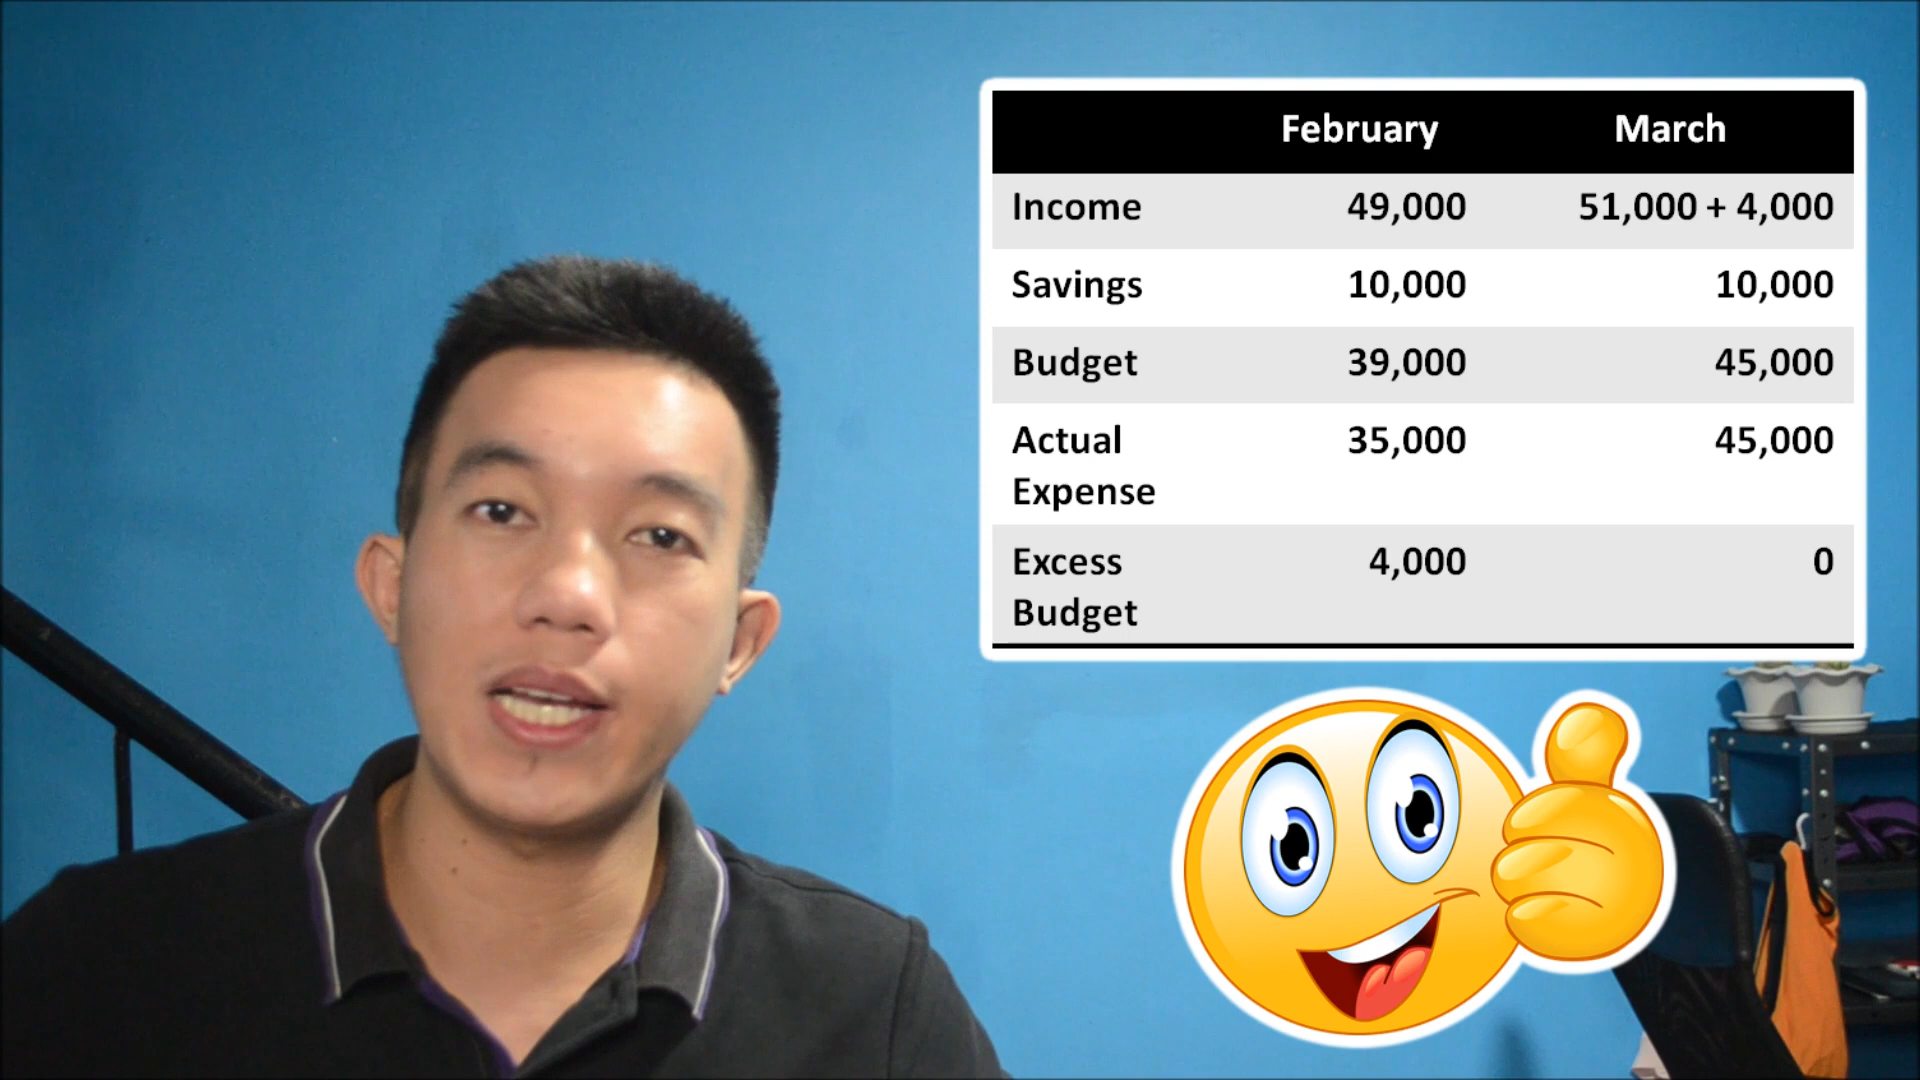 February March
Income 49,000 51,000 + 4,000
Savings 10,000 10,000
Budget 39,000 45,000
Actual 35,000 45,000
Expense
Excess 4,000 0
Budget